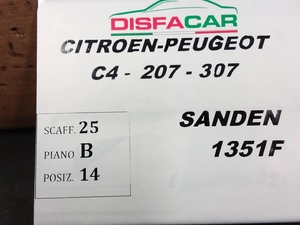 DISFACAR
CITROEN-PEUGEOT
C4 - 207 - 307
SCAFF. 25
PIANO B
POSIZ. 14
SANDEN
1351F